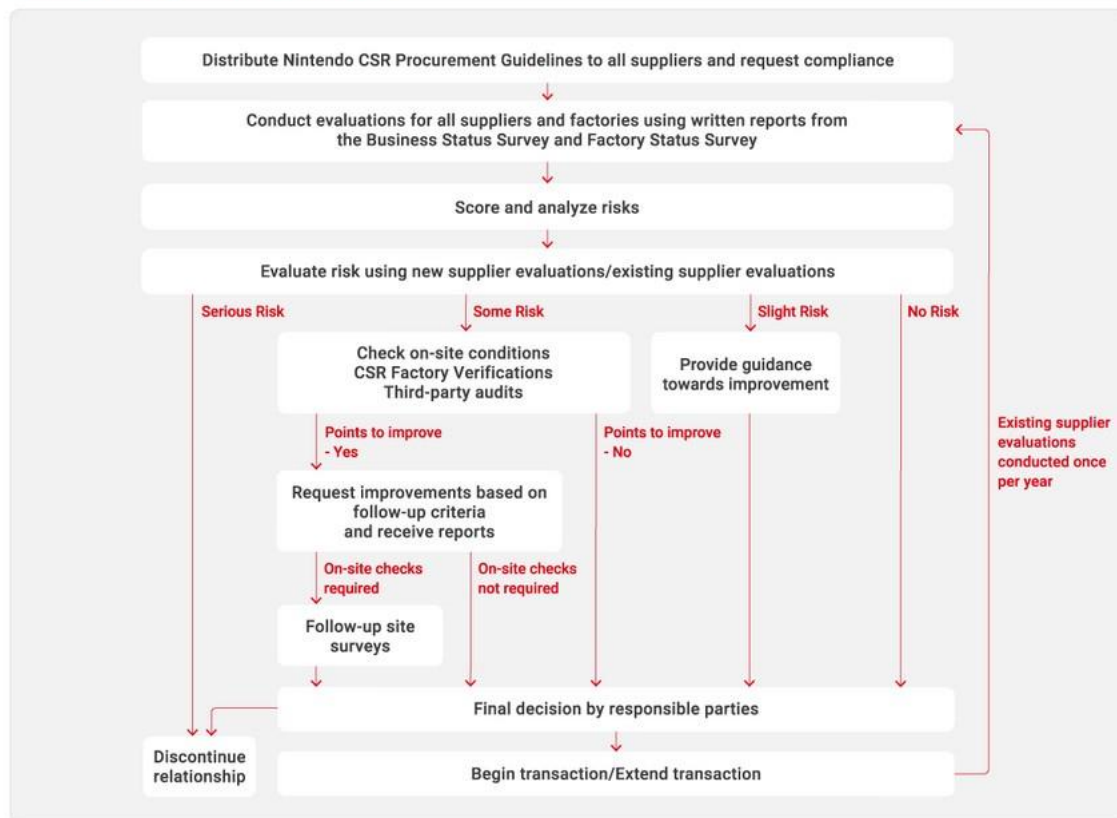 Distribute Nintendo CSR Procurement Guidelines to all suppliers and request compliance
Conduct evaluations for all suppliers and factories using written reports from
the Business Status Survey and Factory Status Survey
Score and analyze risks
Evaluate risk using new supplier evaluations/existing supplier evaluations
Serious Risk
Some Risk
Slight Risk
No Risk
Check on-site conditions
CSR Factory Verifications
Third-party audits
Provide guidance
towards improvement
Points to improve
- Yes
Points to improve
- No
Existing supplier
evaluations
conducted once
per year
Request improvements based on
follow-up criteria
and receive reports
On-site checks
required
On-site checks
not required
Follow-up site
surveys
Final decision by responsible parties
Discontinue
relationship
Begin transaction/Extend transaction